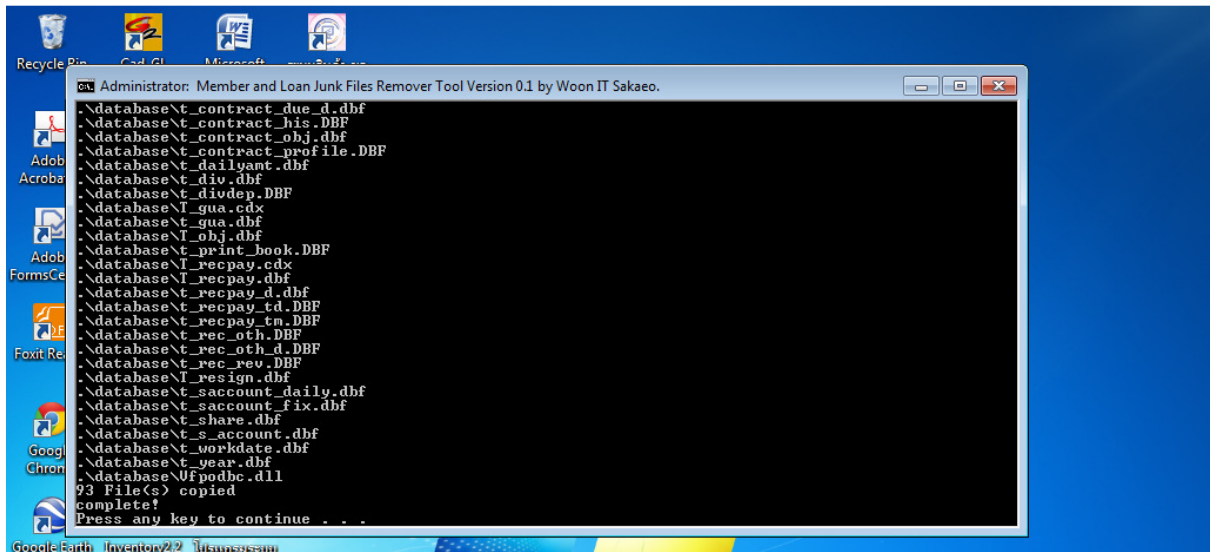 Recycle Bin
Microsoft
Administrator: Member and Loan Junk Files Remover Tool Version 0.1 by Woon IT Sakaeo.
.\database\t_contract_due_d.dbf
.\database\t_contract_his.DBF
.\database\t_contract_obj.dbf
.\database\t_contract_profile.DBF
.\database\t_dailyamt.dbf
.\database\t_div.dbf
.\database\t_divdep.DBF
.\database\T_gua.cdx
.\database\t_gua.dbf
.\database\T_obj.dbf
.\database\t_print_book.DBF
.\database\T_recpay.cdx
.\database\T_recpay.dbf
.\database\t_recpay_d.dbf
.\database\t_recpay_td.DBF
.\database\t_recpay_tm.DBF
.\database\t_rec_oth.DBF
.\database\t_rec_oth_d.DBF
.\database\t_rec_rev.DBF
.\database\T_resign.dbf
.\database\t_saccount_daily.dbf
.\database\t_saccount_fix.dbf
.\database\t_share.dbf
.\database\t_s_account.dbf
.\database\t_workdate.dbf
.\database\t_year.dbf
.\database\Vfpodbc.dll
93 File(s) copied
complete!
Press any key to continue . . .
Adob
Acroba
Adob
FormsCe
Foxit Re
Googl
Chron
Google Earth
Inventory2.2